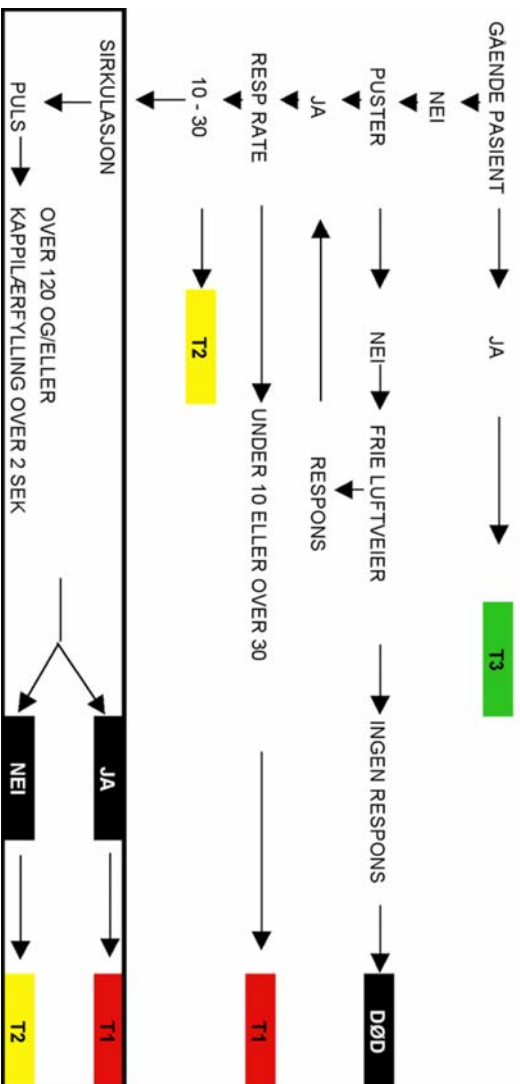 GÅENDE PASIENT
JA
T3
NEI
PUSTER
NEI
FRIE LUFTVEIER
INGEN RESPONS
DØD
JA
RESPONS
RESP RATE
UNDER 10 ELLER OVER 30
T1
10 - 30
T2
SIRKULASJON
JA
T1
PULS
OVER 120 OG/ELLER
KAPPILÆRFYLLING OVER 2 SEK
NEI
T2